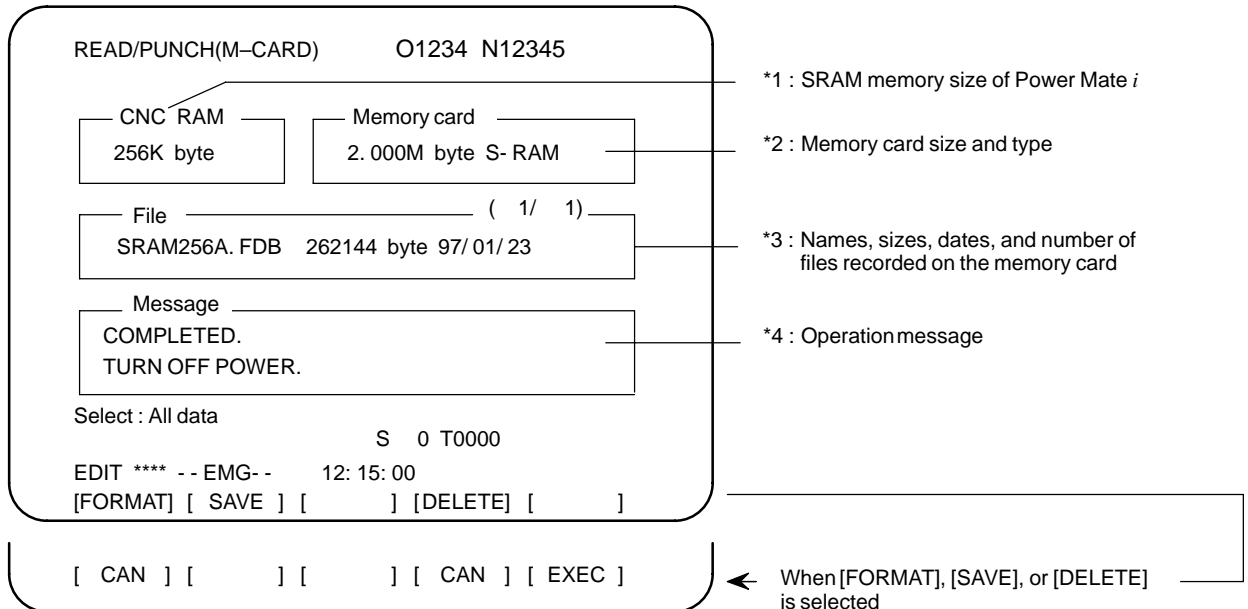 READ/PUNCH(M–CARD) O1234 N12345
*1 : SRAM memory size of Power Mate i
CNC RAM
Memory card
256K byte
2. 000M byte S- RAM
*2 : Memory card size and type
File
( 1/ 1)
SRAM256A. FDB 262144 byte 97/ 01/ 23
*3 : Names, sizes, dates, and number of
files recorded on the memory card
Message
COMPLETED.
TURN OFF POWER.
*4 : Operation message
Select : All data
S 0 T0000
EDIT **** - - EMG- - 12: 15: 00
[FORMAT] [ SAVE ] [ ] [DELETE] [ ]
[ CAN ] [ ] [ ] [ CAN ] [ EXEC ]
When [FORMAT], [SAVE], or [DELETE]
is selected